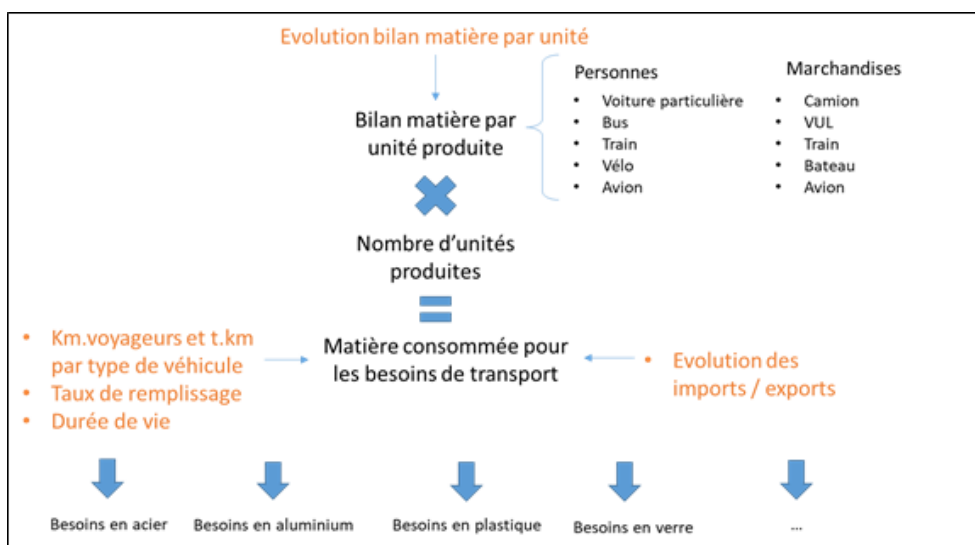 Evolution bilan matière par unité
Personnes
• Voiture particulière
• Bus
• Train
• Vélo
• Avion
Marchandises
• Camion
• VUL
• Train
• Bateau
• Avion
Bilan matière par
unité produite
Nombre d'unités
produites
• Km.voyageurs et t.km
par type de véhicule
• Taux de remplissage
• Durée de vie
Matière consommée pour
les besoins de transport
• Evolution des
imports / exports
Besoins en acier
Besoins en aluminium
Besoins en plastique
Besoins en verre
...